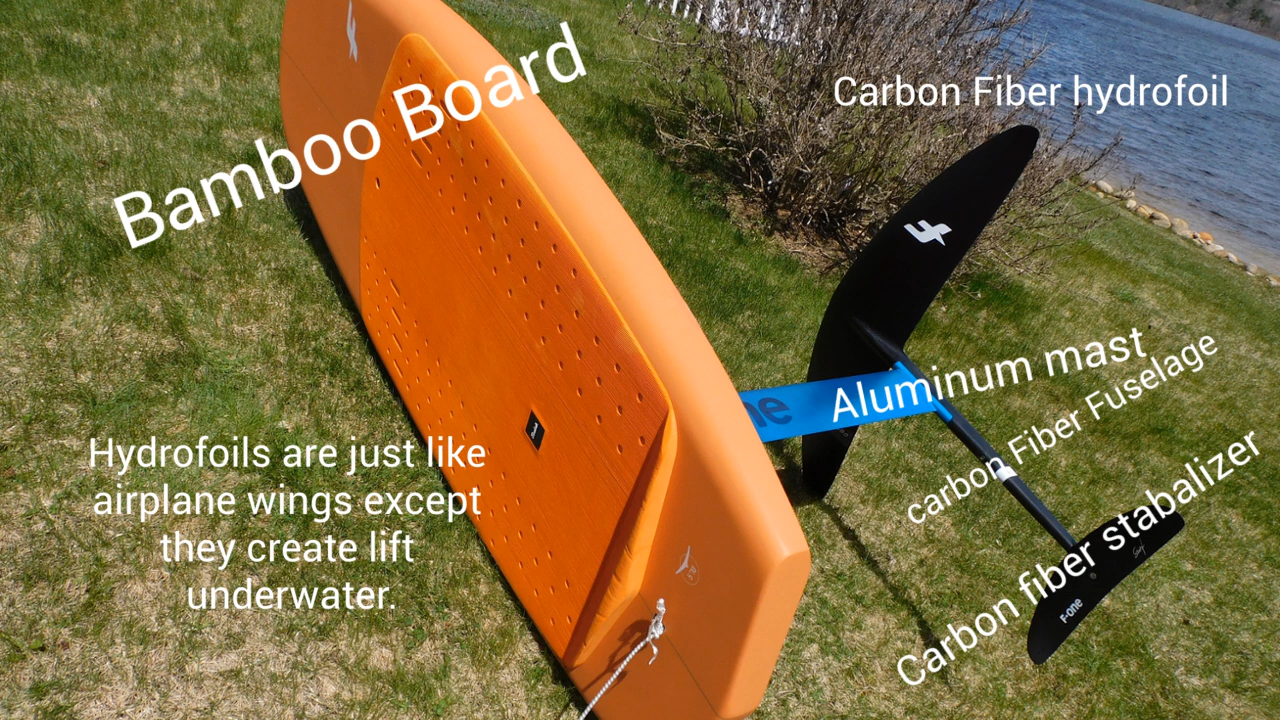 Bamboo Board
Carbon Fiber hydrofoil
Aluminum mast
carbon Fiber Fuselage
Carbon fiber stabalizer
Hydrofoils are just like
airplane wings except
they create lift
underwater.
ne
F-one